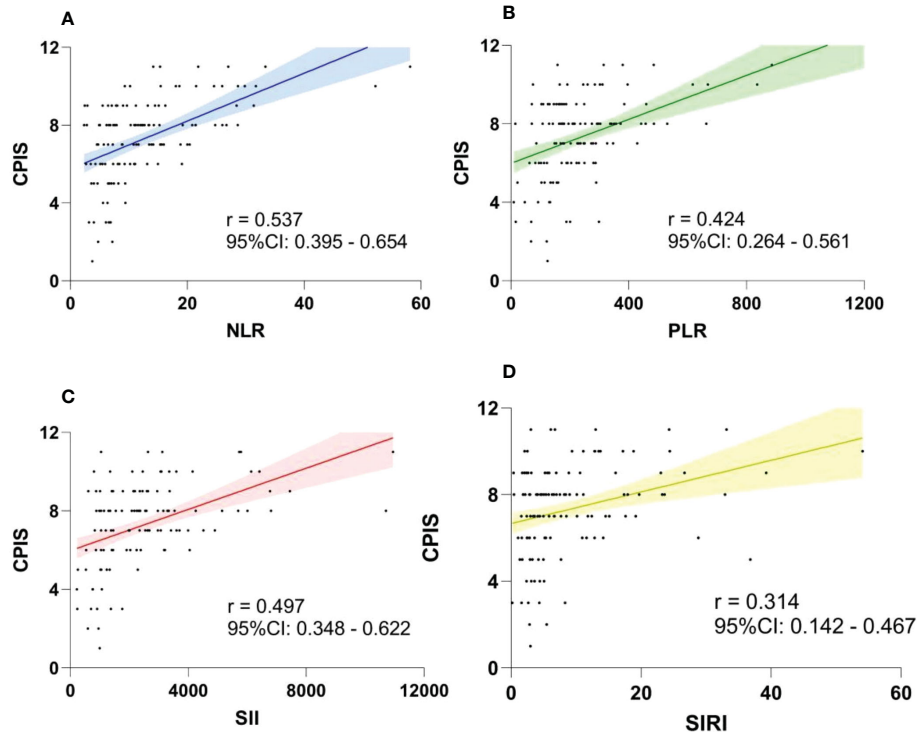 A
12
8
4
0
CPIS
r = 0.537
95%CI: 0.395 - 0.654
0 20 40 60
NLR
B
12
8
4
0
CPIS
r = 0.424
95%CI: 0.264 - 0.561
0 400 800 1200
PLR
C
12
8
4
0
CPIS
r = 0.497
95%CI: 0.348 - 0.622
0 4000 8000 12000
SII
D
12
8
4
0
CPIS
r = 0.314
95%CI: 0.142 - 0.467
0 20 40 60
SIRI